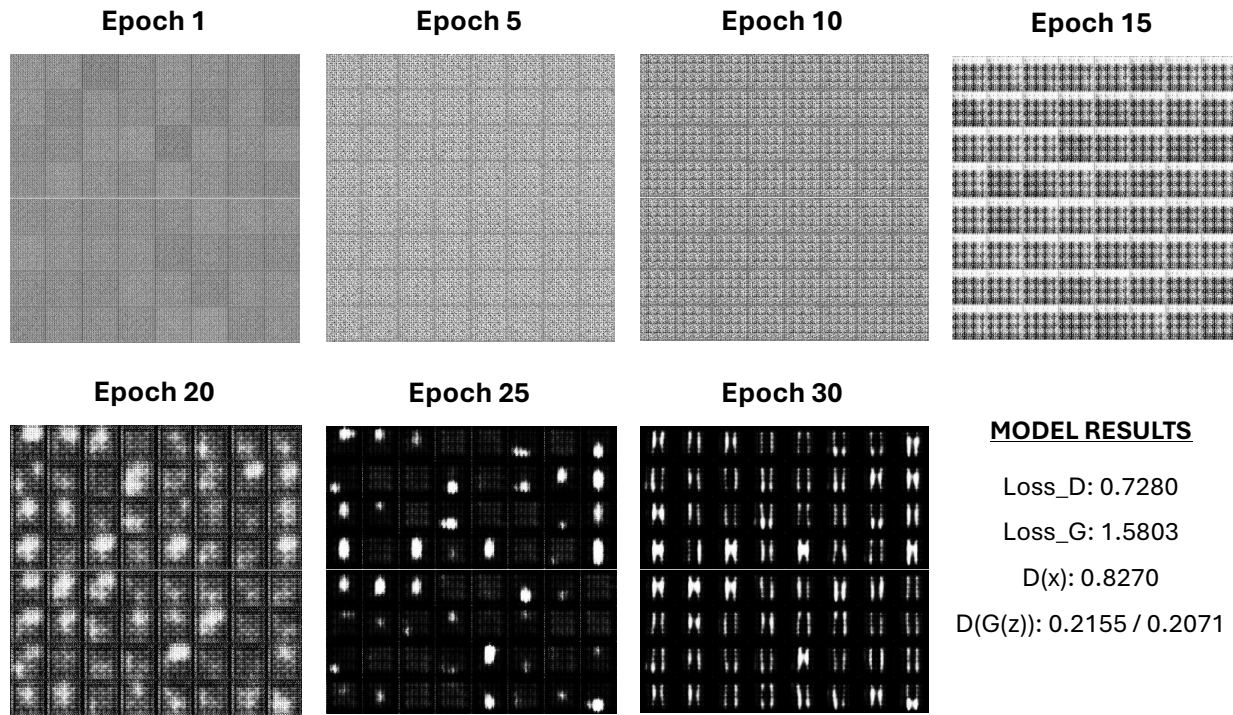 Epoch 1
Epoch 5
Epoch 10
Epoch 15
Epoch 20
Epoch 25
Epoch 30
MODEL RESULTS
Loss_D: 0.7280
Loss_G: 1.5803
D(x): 0.8270
D(G(z)): 0.2155 / 0.2071